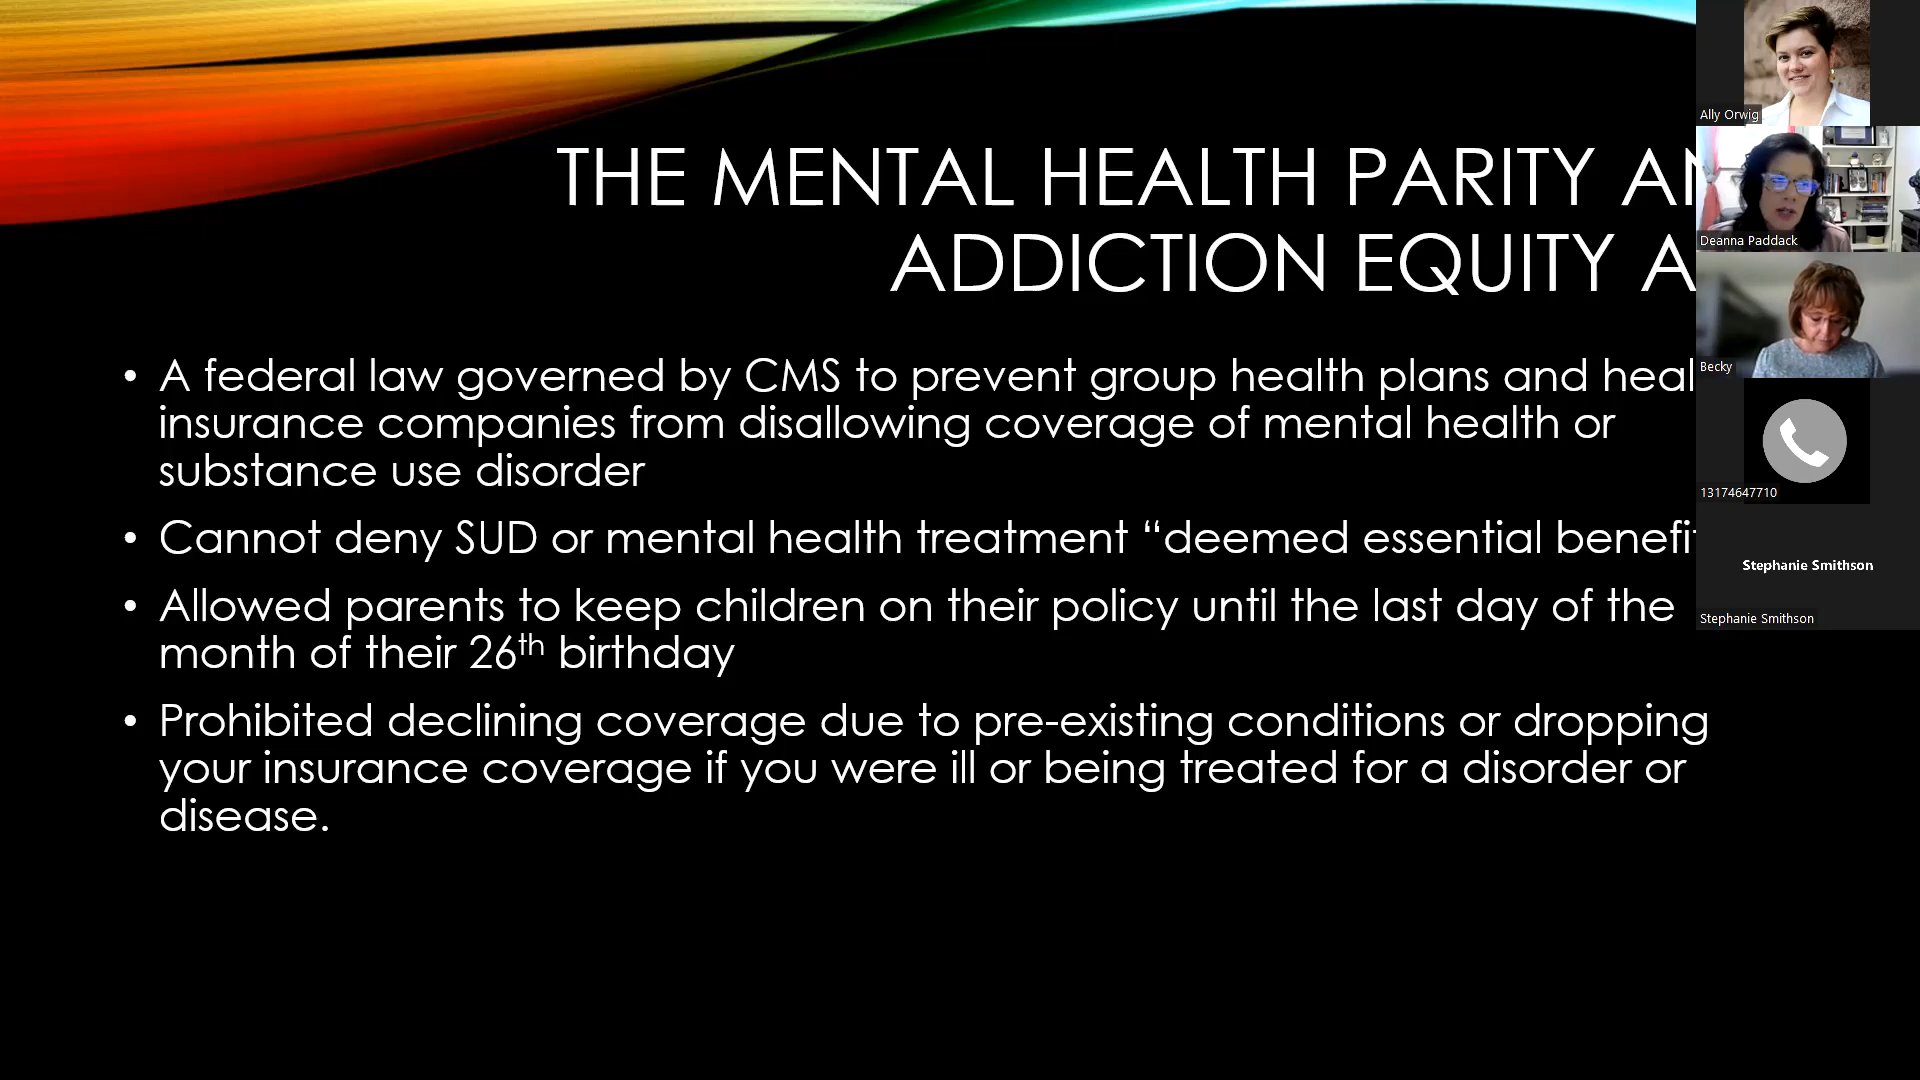 THE MENTAL HEALTH PARITY
ADDICTION EQUITY
• A federal law governed by CMS to prevent group health plans and
insurance companies from disallowing coverage of mental health or
substance use disorder
• Cannot deny SUD or mental health treatment “deemed essential
• Allowed parents to keep children on their policy until the last day of the
month of their 26th birthday
• Prohibited declining coverage due to pre-existing conditions or dropping
your insurance coverage if you were ill or being treated for a disorder or
disease.
Ally Orwig
Deanna Paddack
Becky
13174647710
Stephanie Smithson
Stephanie Smithson